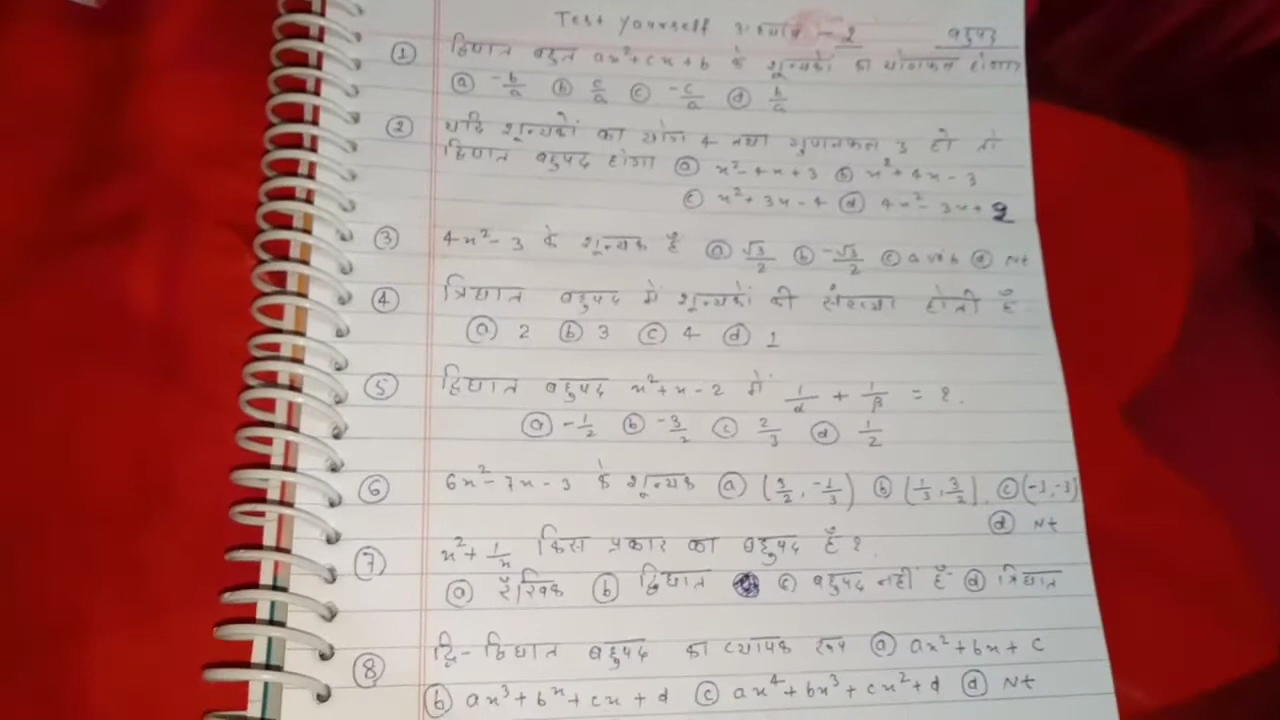 Test Yourself अध्याय - 2 बहुपद
① द्विघात बहुपद ax²+cx+b के शून्यकों का योगफल होगा?
ⓐ -b/a ⓑ c/a ⓒ -c/a ⓓ b/a
② यदि शून्यकों का योग 4 तथा गुणनफल 3 हो तो
द्विघात बहुपद होगा ⓐ x²-4x+3 ⓑ x²+4x-3
ⓒ x²+3x-4 ⓓ 4x²-3x+2
③ 4x²-3 के शून्यक हैं ⓐ √3/2 ⓑ -√3/2 ⓒ a व b ⓓ Nt
④ त्रिघात बहुपद में शून्यकों की संख्या होती है
ⓐ 2 ⓑ 3 ⓒ 4 ⓓ 1
⑤ द्विघात बहुपद x²+x-2 में 1/α + 1/β = ?.
ⓐ -1/2 ⓑ -3/2 ⓒ 2/3 ⓓ 1/2
⑥ 6x²-7x-3 के शून्यक ⓐ (3/2, -1/3) ⓑ (1/3, 3/2) ⓒ (-1, -3)
ⓓ Nt
⑦ x²+1/x किस प्रकार का बहुपद है?.
ⓐ रैखिक ⓑ द्विघात ⓒ बहुपद नहीं है ⓓ त्रिघात
⑧ द्वि-द्विघात बहुपद का व्यापक रूप ⓐ ax²+bx+c
ⓑ ax³+bx+cx+d ⓒ ax⁴+bx³+cx²+d ⓓ Nt